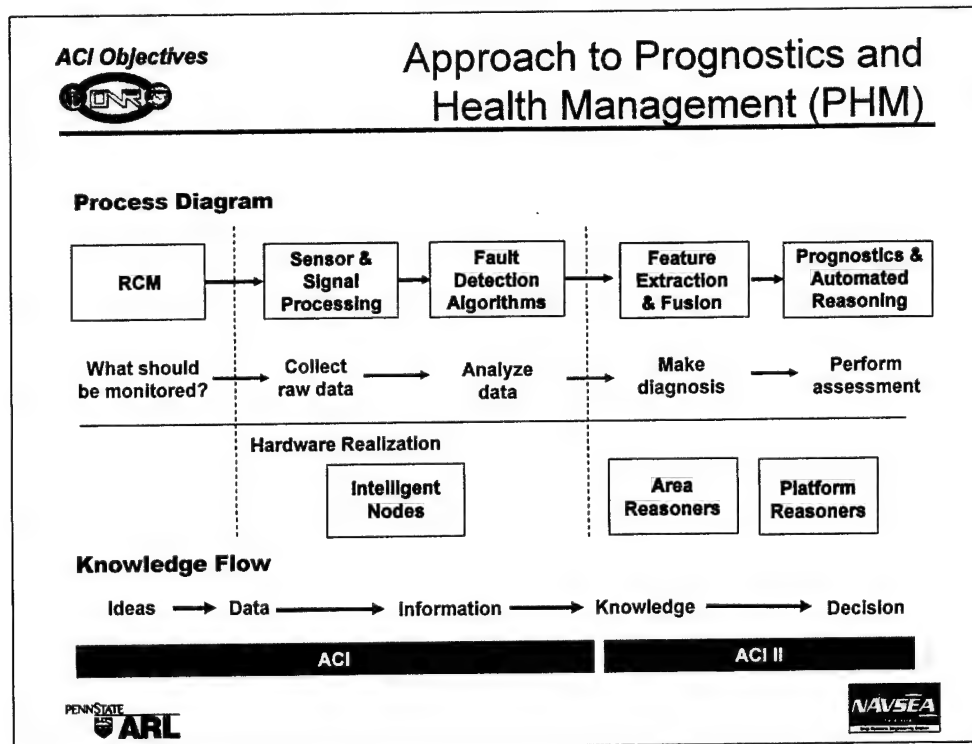 ACI Objectives
ONR
Approach to Prognostics and
Health Management (PHM)
Process Diagram
RCM
Sensor &
Signal
Processing
Fault
Detection
Algorithms
Feature
Extraction
& Fusion
Prognostics &
Automated
Reasoning
What should
be monitored?
Collect
raw data
Analyze
data
Make
diagnosis
Perform
assessment
Hardware Realization
Intelligent
Nodes
Area
Reasoners
Platform
Reasoners
Knowledge Flow
Ideas
Data
Information
Knowledge
Decision
ACI
ACI II
PENNSTATE
ARL
NAVSEA